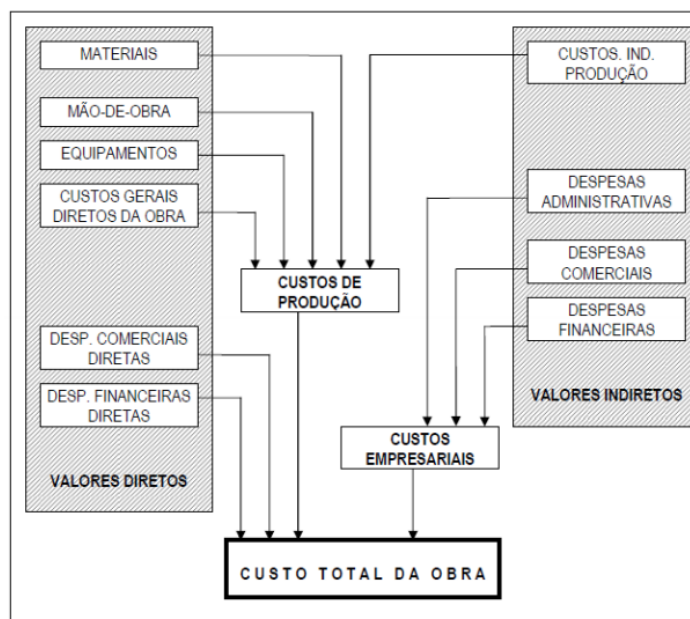 MATERIAIS
MÃO-DE-OBRA
EQUIPAMENTOS
CUSTOS GERAIS
DIRETOS DA OBRA
DESP. COMERCIAIS
DIRETAS
DESP. FINANCEIRAS
DIRETAS
VALORES DIRETOS
CUSTOS DE
PRODUÇÃO
CUSTOS. IND.
PRODUÇÃO
DESPESAS
ADMINISTRATIVAS
DESPESAS
COMERCIAIS
DESPESAS
FINANCEIRAS
VALORES INDIRETOS
CUSTOS
EMPRESARIAIS
CUSTO TOTAL DA OBRA